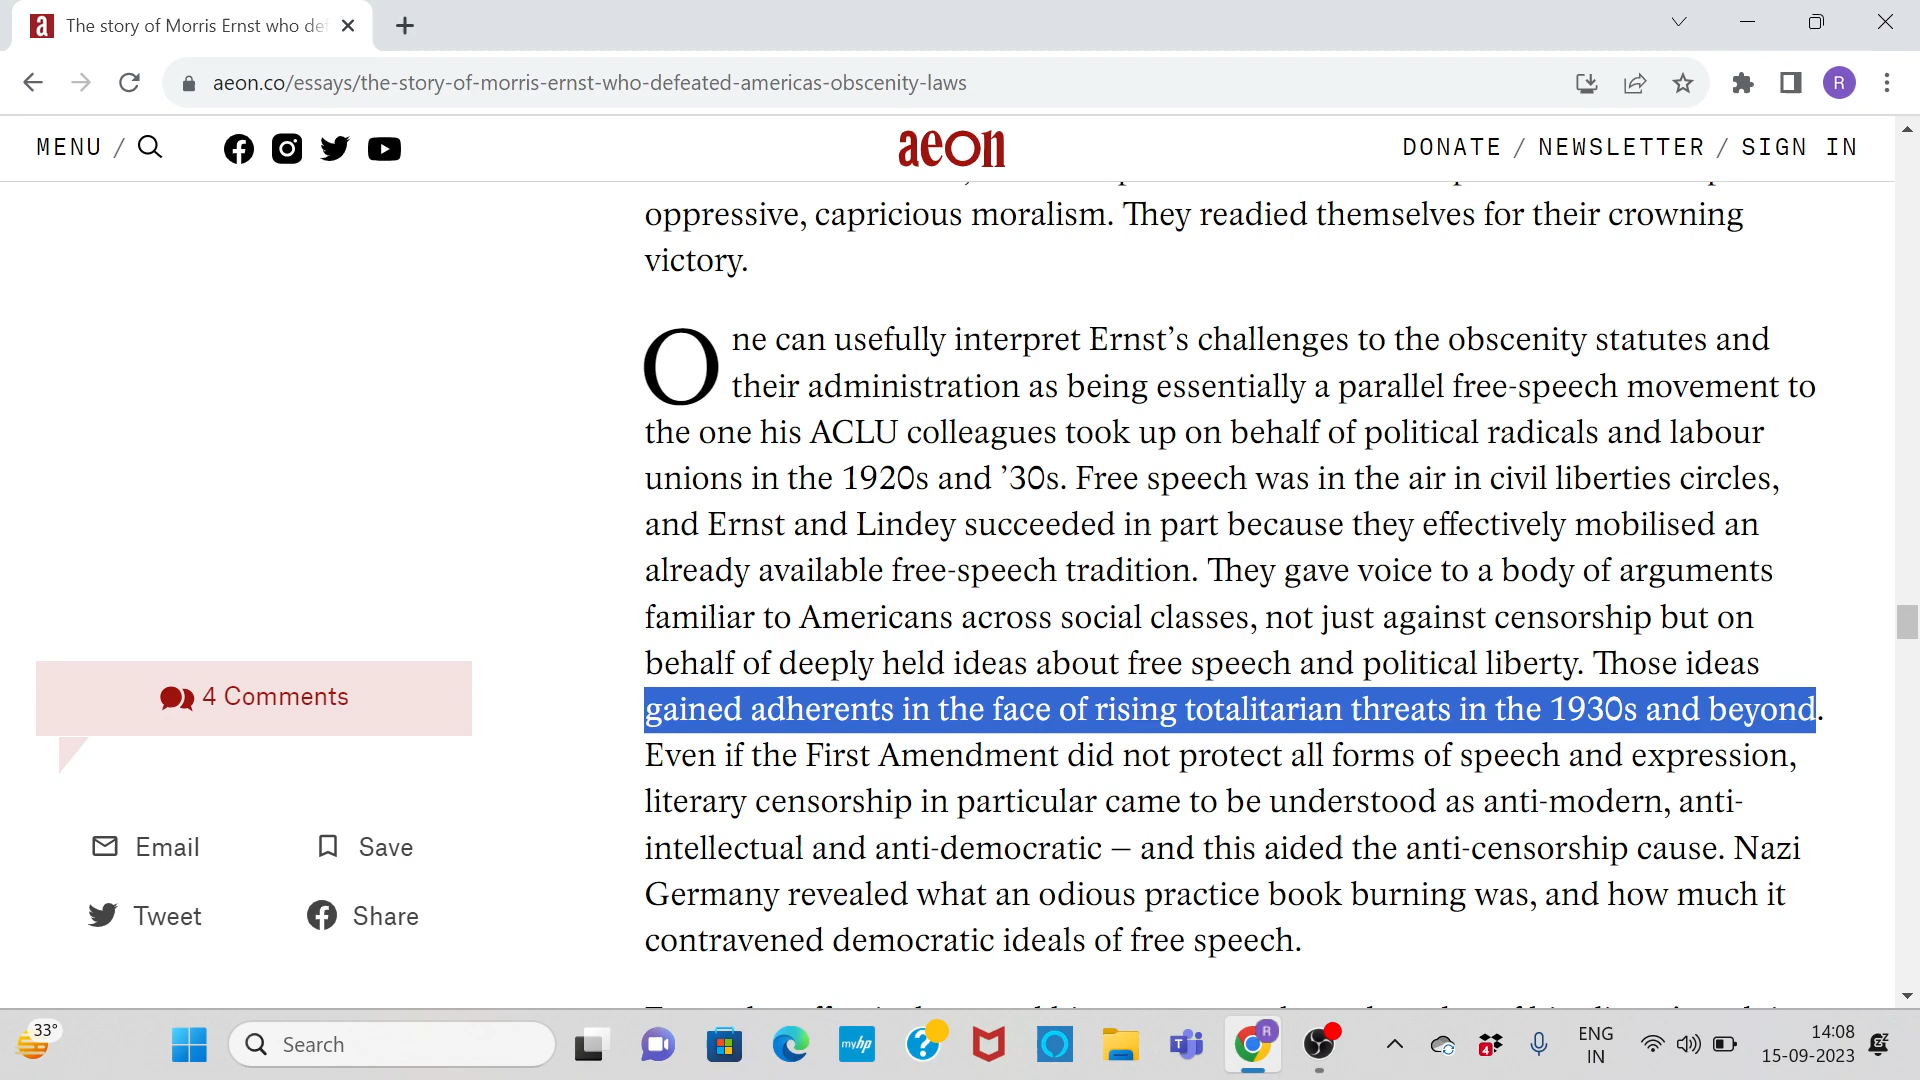 The story of Morris Ernst who def
aeon.co/essays/the-story-of-morris-ernst-who-defeated-americas-obscenity-laws
R
MENU /
aeon
DONATE / NEWSLETTER / SIGN IN
oppressive, capricious moralism. They readied themselves for their crowning
victory.
One can usefully interpret Ernst’s challenges to the obscenity statutes and
their administration as being essentially a parallel free-speech movement to
the one his ACLU colleagues took up on behalf of political radicals and labour
unions in the 1920s and ’30s. Free speech was in the air in civil liberties circles,
and Ernst and Lindey succeeded in part because they effectively mobilised an
already available free-speech tradition. They gave voice to a body of arguments
familiar to Americans across social classes, not just against censorship but on
behalf of deeply held ideas about free speech and political liberty. Those ideas
gained adherents in the face of rising totalitarian threats in the 1930s and beyond.
Even if the First Amendment did not protect all forms of speech and expression,
literary censorship in particular came to be understood as anti-modern, anti-
intellectual and anti-democratic – and this aided the anti-censorship cause. Nazi
Germany revealed what an odious practice book burning was, and how much it
contravened democratic ideals of free speech.
4 Comments
Email
Save
Tweet
Share
33°
Search
myhp
R
4
ENG
IN
14:08
15-09-2023